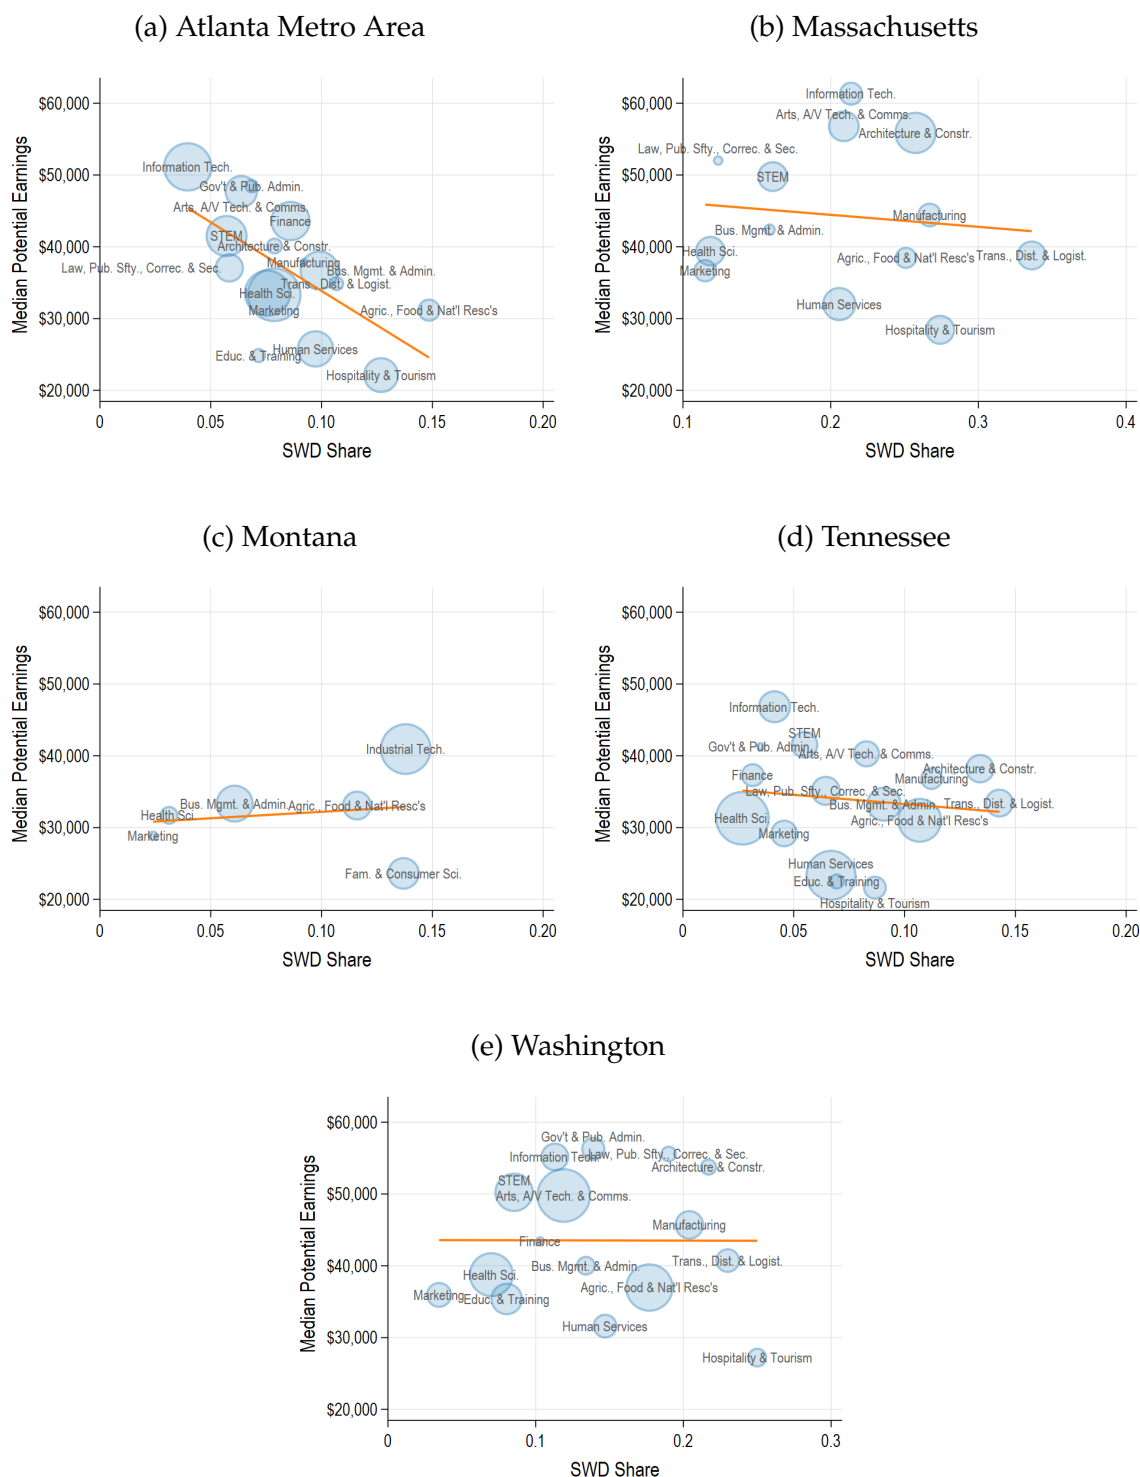 (a) Atlanta Metro Area
Median Potential Earnings
$60,000
$50,000
$40,000
$30,000
$20,000
Information Tech.
Gov't & Pub. Admin.
Arts, A/V Tech. & Comms.
Finance
STEM
Architecture & Constr.
Manufacturing
Law, Pub. Sfty., Correc. & Sec.
Bus. Mgmt. & Admin.
Trans., Dist. & Logist.
Health Sci.
Marketing
Agric., Food & Nat'l Resc's
Human Services
Educ. & Training
Hospitality & Tourism
0 0.05 0.10 0.15 0.20
SWD Share
(b) Massachusetts
Median Potential Earnings
$60,000
$50,000
$40,000
$30,000
$20,000
Information Tech.
Arts, A/V Tech. & Comms.
Architecture & Constr.
Law, Pub. Sfty., Correc. & Sec.
STEM
Manufacturing
Bus. Mgmt & Admin.
Health Sci.
Agric., Food & Nat'l Resc's
Trans., Dist. & Logist.
Marketing
Human Services
Hospitality & Tourism
0.1 0.2 0.3 0.4
SWD Share
(c) Montana
Median Potential Earnings
$60,000
$50,000
$40,000
$30,000
$20,000
Industrial Tech.
Bus. Mgmt. & Admin.
Agric., Food & Nat'l Resc's
Health Sci.
Marketing
Fam. & Consumer Sci.
0 0.05 0.10 0.15 0.20
SWD Share
(d) Tennessee
Median Potential Earnings
$60,000
$50,000
$40,000
$30,000
$20,000
Information Tech.
STEM
Gov't & Pub. Admin.
Arts, A/V Tech. & Comms.
Finance
Architecture & Constr.
Manufacturing
Law, Pub. Sfty., Correc. & Sec.
Bus. Mgmt. & Admin.
Trans., Dist. & Logist.
Health Sci.
Agric., Food & Nat'l Resc's
Marketing
Human Services
Educ. & Training
Hospitality & Tourism
0 0.05 0.10 0.15 0.20
SWD Share
(e) Washington
Median Potential Earnings
$60,000
$50,000
$40,000
$30,000
$20,000
Gov't & Pub. Admin.
Information Tech.
Law, Pub. Sfty., Correc. & Sec.
Architecture & Constr.
STEM
Arts, A/V Tech. & Comms.
Manufacturing
Finance
Bus. Mgmt. & Admin.
Trans., Dist. & Logist.
Health Sci.
Agric., Food & Nat'l Resc's
Marketing
Educ. & Training
Human Services
Hospitality & Tourism
0 0.1 0.2 0.3
SWD Share